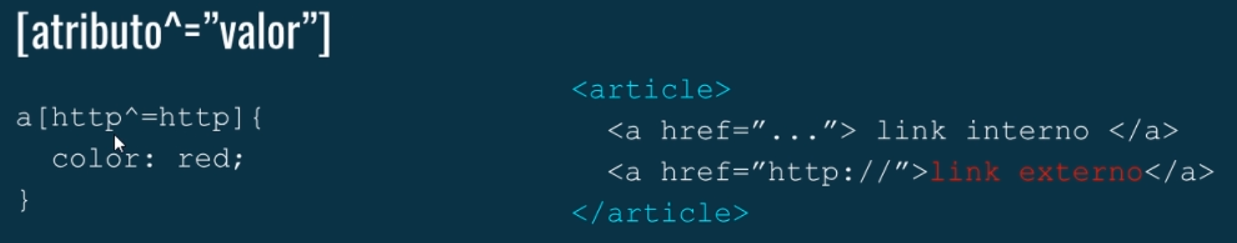 [atributo^=”valor”]
a[http^=http]{
color: red;
}
<article>
<a href=”...”> link interno </a>
<a href=”http://”>link externo</a>
</article>